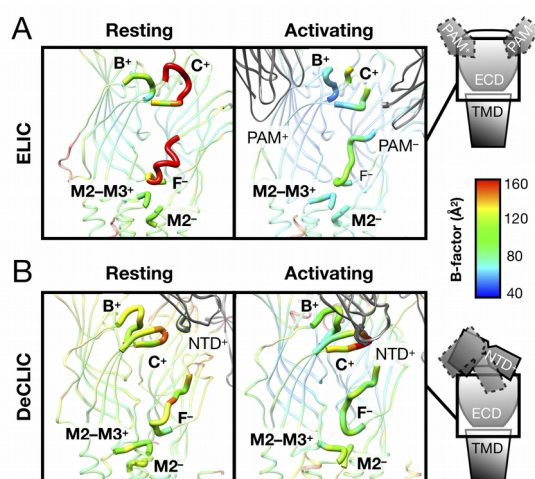 A
Resting
Activating
ELIC
B⁺
C⁺
F⁻
M2–M3⁺
M2⁻
B⁺
C⁺
PAM⁺
PAM⁻
F⁻
M2–M3⁺
M2⁻
PAM⁻
PAM⁻
ECD
TMD
B-factor (Å²)
160
120
80
40
B
Resting
Activating
DeCLIC
B⁺
NTD⁺
C⁺
F⁻
M2–M3⁺
M2⁻
B⁺
NTD⁺
C⁺
F⁻
M2–M3⁺
M2⁻
NTD⁻
ECD
TMD